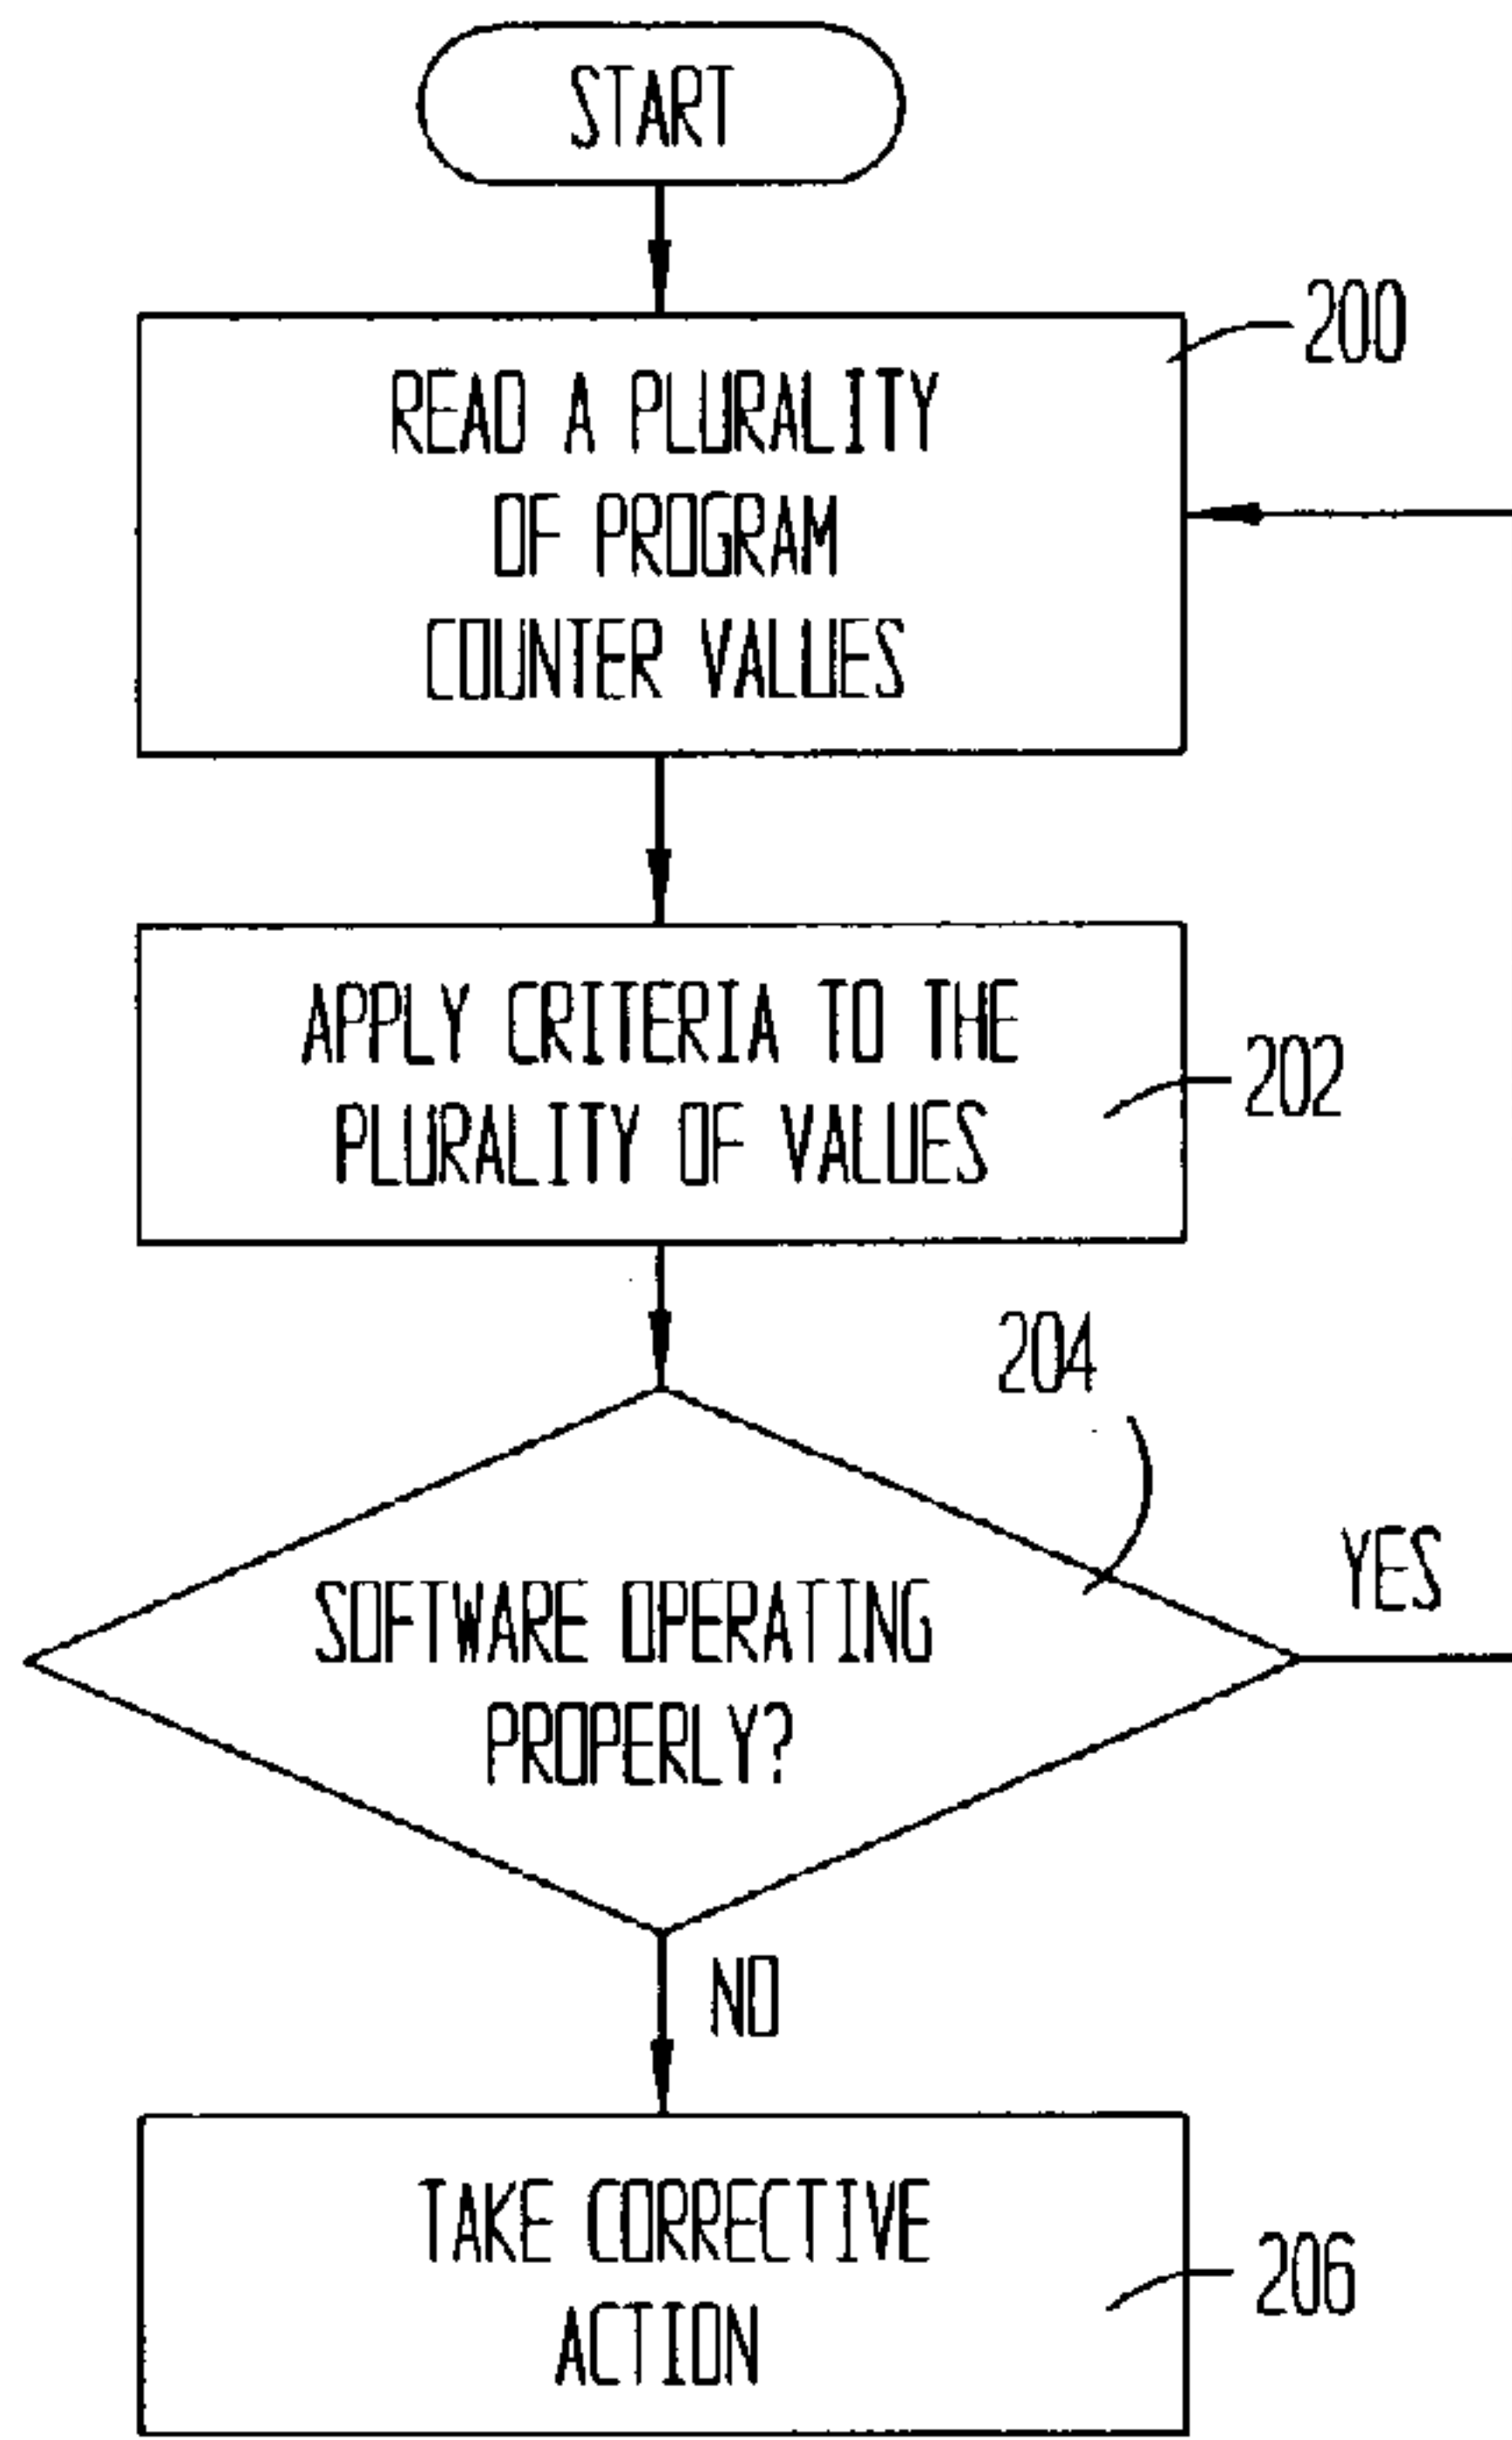 START
200
READ A PLURALITY
OF PROGRAM
COUNTER VALUES
APPLY CRITERIA TO THE
202
PLURALITY OF VALUES
204
YES
SOFTWARE OPERATING
PROPERLY?
NO
TAKE CORRECTIVE
206
ACTION